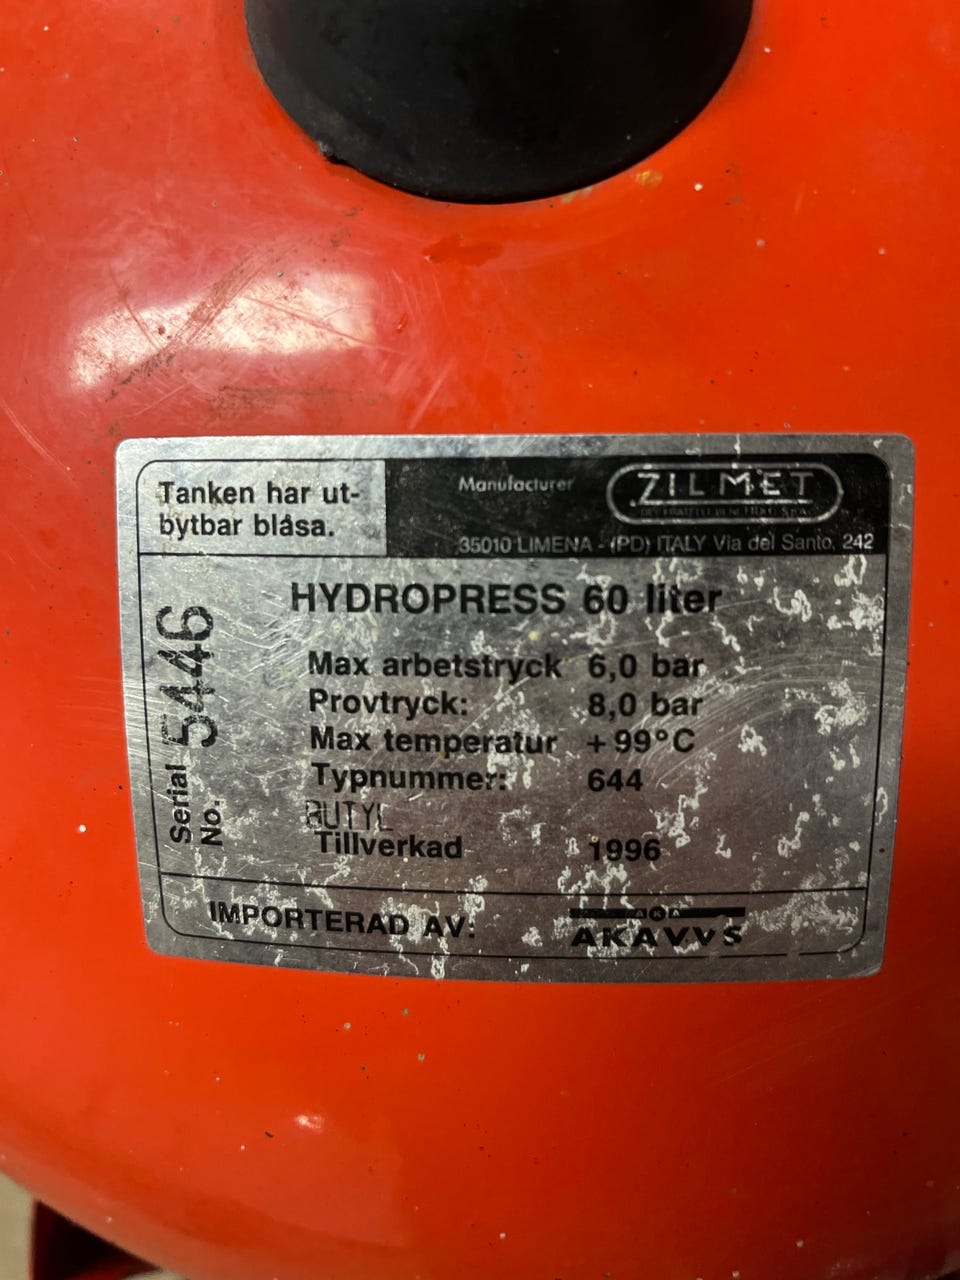 Tanken har ut-
bytbar blåsa.
Manufacturer
ZILMET
35010 LIMENA - (PD) ITALY Via del Santo, 242
HYDROPRESS 60 liter
Max arbetstryck 6,0 bar
Provtryck: 8,0 bar
Max temperatur +99°C
Typnummer: 644
BUTYL
Tillverkad 1996
Serial No. 5446
IMPORTERAD AV:
AKA
AKAVVS